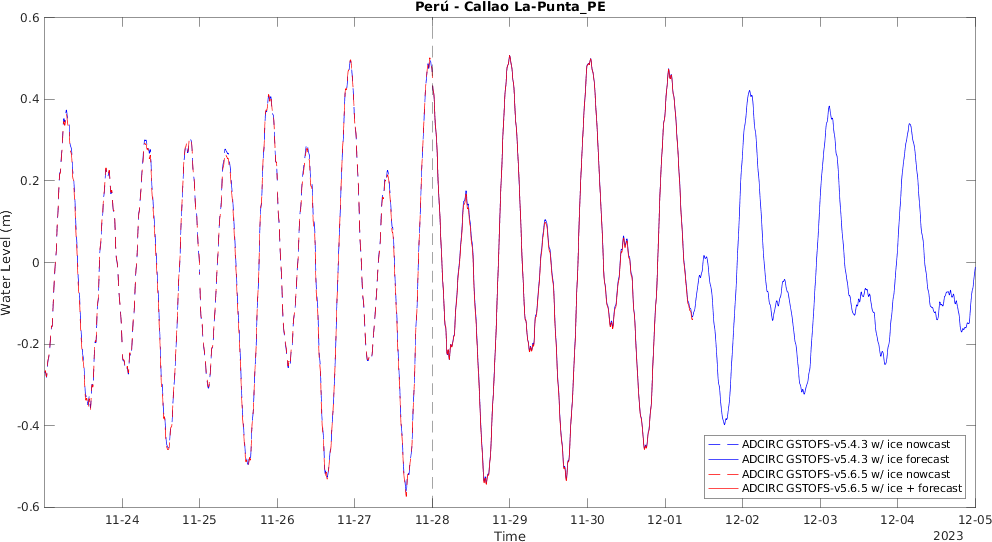 Perú - Callao La-Punta_PE
0.6
0.4
0.2
0
-0.2
-0.4
-0.6
Water Level (m)
11-24 11-25 11-26 11-27 11-28 11-29 11-30 12-01 12-02 12-03 12-04 12-05
Time
2023
ADCIRC GSTOFS-v5.4.3 w/ ice nowcast
ADCIRC GSTOFS-v5.4.3 w/ ice forecast
ADCIRC GSTOFS-v5.6.5 w/ ice nowcast
ADCIRC GSTOFS-v5.6.5 w/ ice + forecast